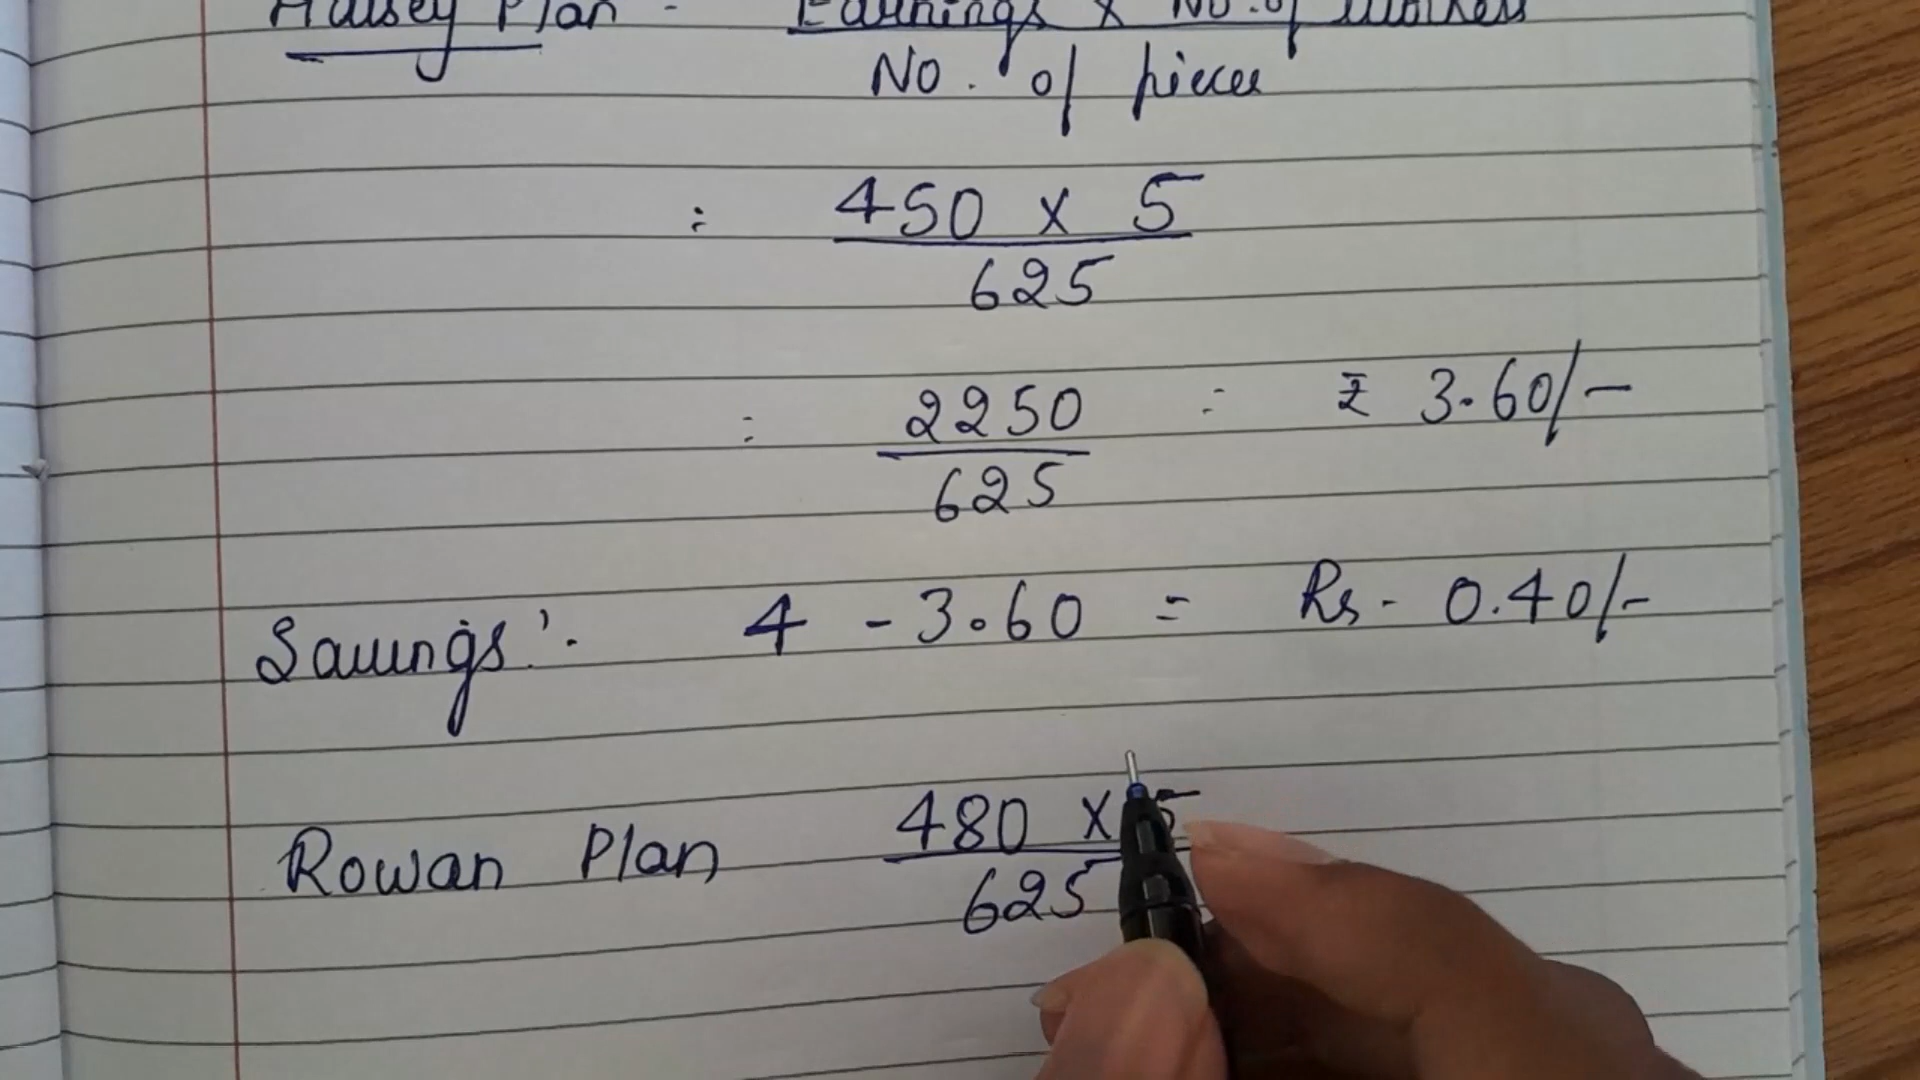 Halsey Plan - Earnings x No. of workers
No. of pieces
= 450 x 5
625
= 2250 = ₹ 3.60/-
625
Savings :- 4 - 3.60 = Rs. 0.40/-
Rowan Plan 480 x 5
625